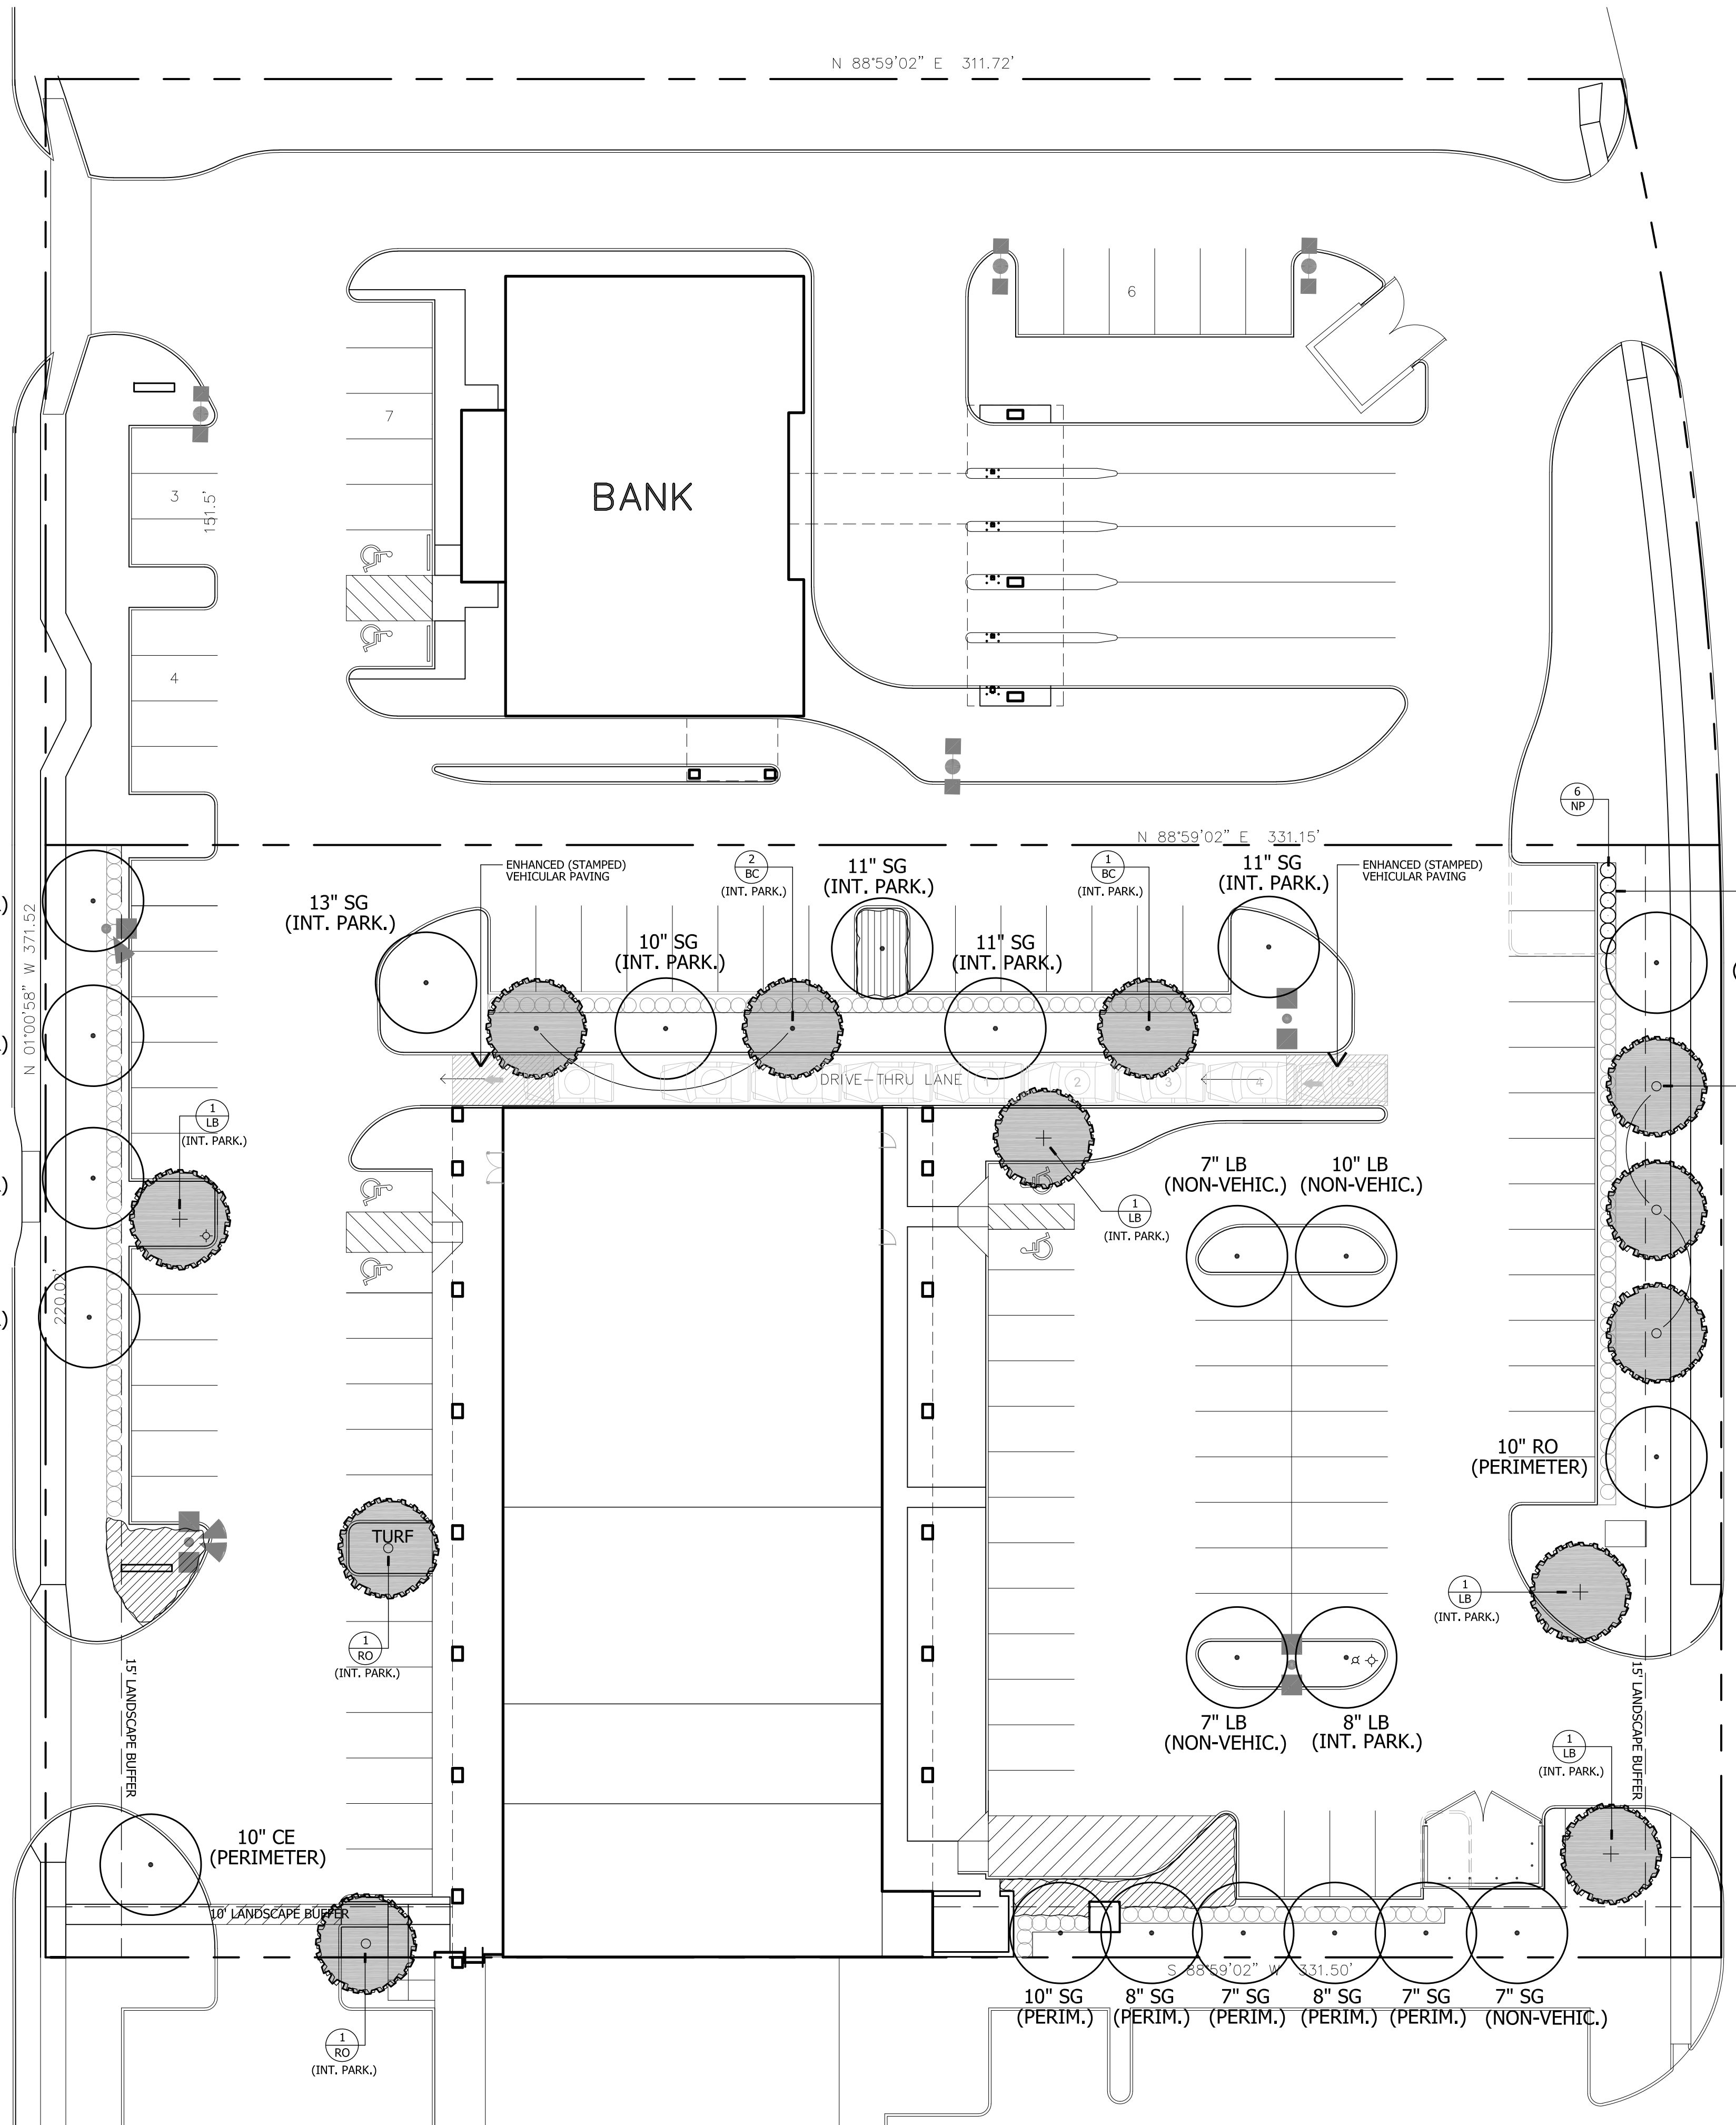 N 88°59'02" E 311.72'
6
7
3
151.5'
BANK
4
6
NP
N 88°59'02" E 331.15'
ENHANCED (STAMPED)
VEHICULAR PAVING
2
BC
(INT. PARK.)
11" SG
(INT. PARK.)
1
BC
(INT. PARK.)
11" SG
(INT. PARK.)
ENHANCED (STAMPED)
VEHICULAR PAVING
13" SG
(INT. PARK.)
10" SG
(INT. PARK.)
11" SG
(INT. PARK.)
N 01°00'58" W 371.52
)
)
)
)
(
DRIVE-THRU LANE
1
2
3
4
5
1
LB
(INT. PARK.)
7" LB
(NON-VEHIC.)
10" LB
(NON-VEHIC.)
1
LB
(INT. PARK.)
220.02'
10" RO
(PERIMETER)
TURF
1
LB
(INT. PARK.)
1
RO
(INT. PARK.)
15' LANDSCAPE BUFFER
15' LANDSCAPE BUFFER
7" LB
(NON-VEHIC.)
8" LB
(INT. PARK.)
1
LB
(INT. PARK.)
10" CE
(PERIMETER)
10' LANDSCAPE BUFFER
S 88°59'02" W 331.50'
10" SG
(PERIM.)
8" SG
(PERIM.)
7" SG
(PERIM.)
8" SG
(PERIM.)
7" SG
(PERIM.)
7" SG
(NON-VEHIC.)
1
RO
(INT. PARK.)